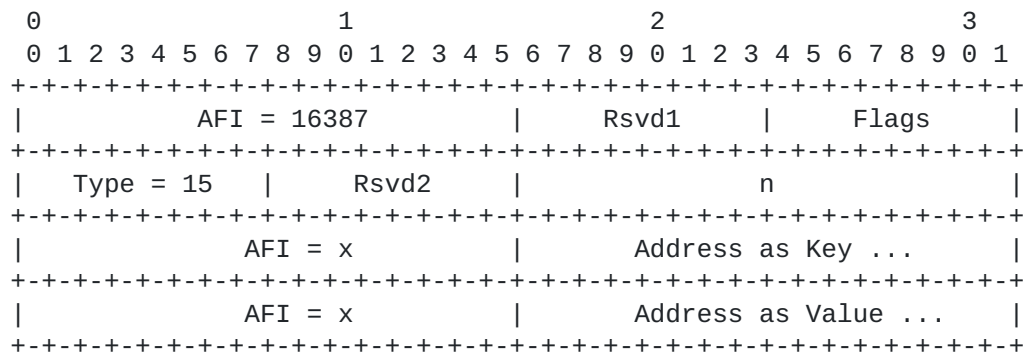 0                   1                   2                   3
 0 1 2 3 4 5 6 7 8 9 0 1 2 3 4 5 6 7 8 9 0 1 2 3 4 5 6 7 8 9 0 1
+-+-+-+-+-+-+-+-+-+-+-+-+-+-+-+-+-+-+-+-+-+-+-+-+-+-+-+-+-+-+-+-+
|           AFI = 16387         |     Rsvd1     |     Flags     |
+-+-+-+-+-+-+-+-+-+-+-+-+-+-+-+-+-+-+-+-+-+-+-+-+-+-+-+-+-+-+-+-+
|   Type = 15   |     Rsvd2     |               n               |
+-+-+-+-+-+-+-+-+-+-+-+-+-+-+-+-+-+-+-+-+-+-+-+-+-+-+-+-+-+-+-+-+
|              AFI = x          |       Address as Key ...      |
+-+-+-+-+-+-+-+-+-+-+-+-+-+-+-+-+-+-+-+-+-+-+-+-+-+-+-+-+-+-+-+-+
|              AFI = x          |       Address as Value ...    |
+-+-+-+-+-+-+-+-+-+-+-+-+-+-+-+-+-+-+-+-+-+-+-+-+-+-+-+-+-+-+-+-+